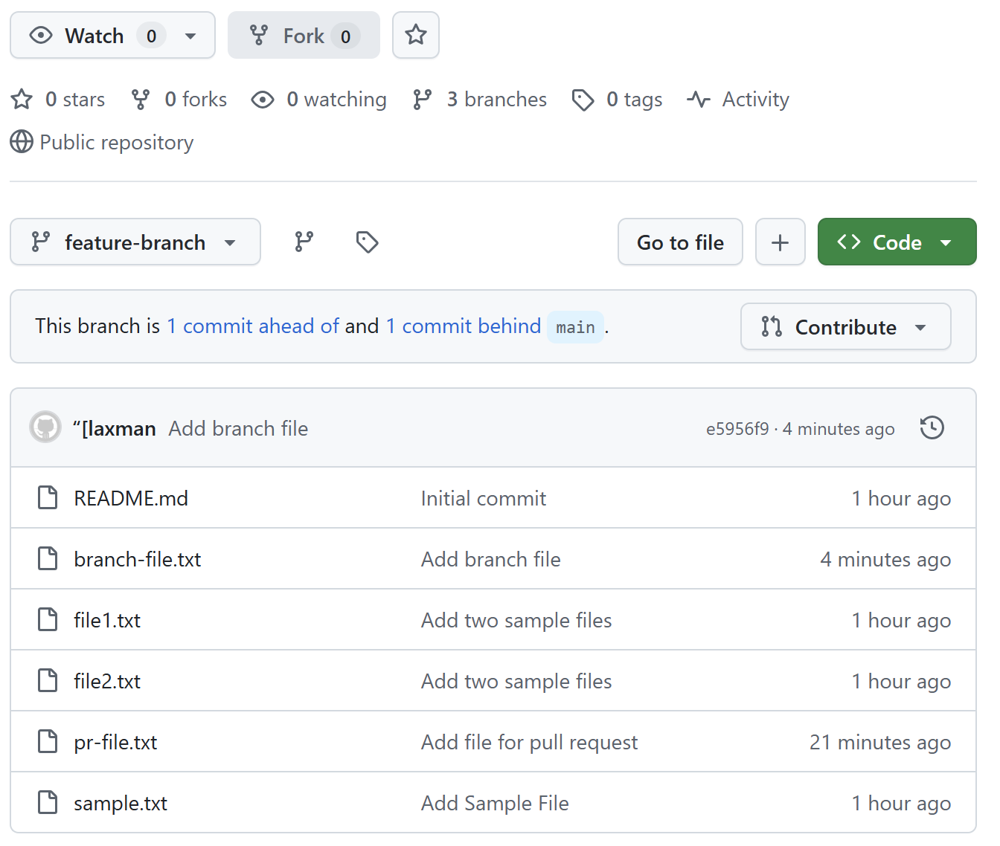 Watch 0 Fork 0
0 stars 0 forks 0 watching 3 branches 0 tags Activity
Public repository
feature-branch Go to file + Code
This branch is 1 commit ahead of and 1 commit behind main .
“[laxman Add branch file e5956f9 · 4 minutes ago
README.md Initial commit 1 hour ago
branch-file.txt Add branch file 4 minutes ago
file1.txt Add two sample files 1 hour ago
file2.txt Add two sample files 1 hour ago
pr-file.txt Add file for pull request 21 minutes ago
sample.txt Add Sample File 1 hour ago
Contribute